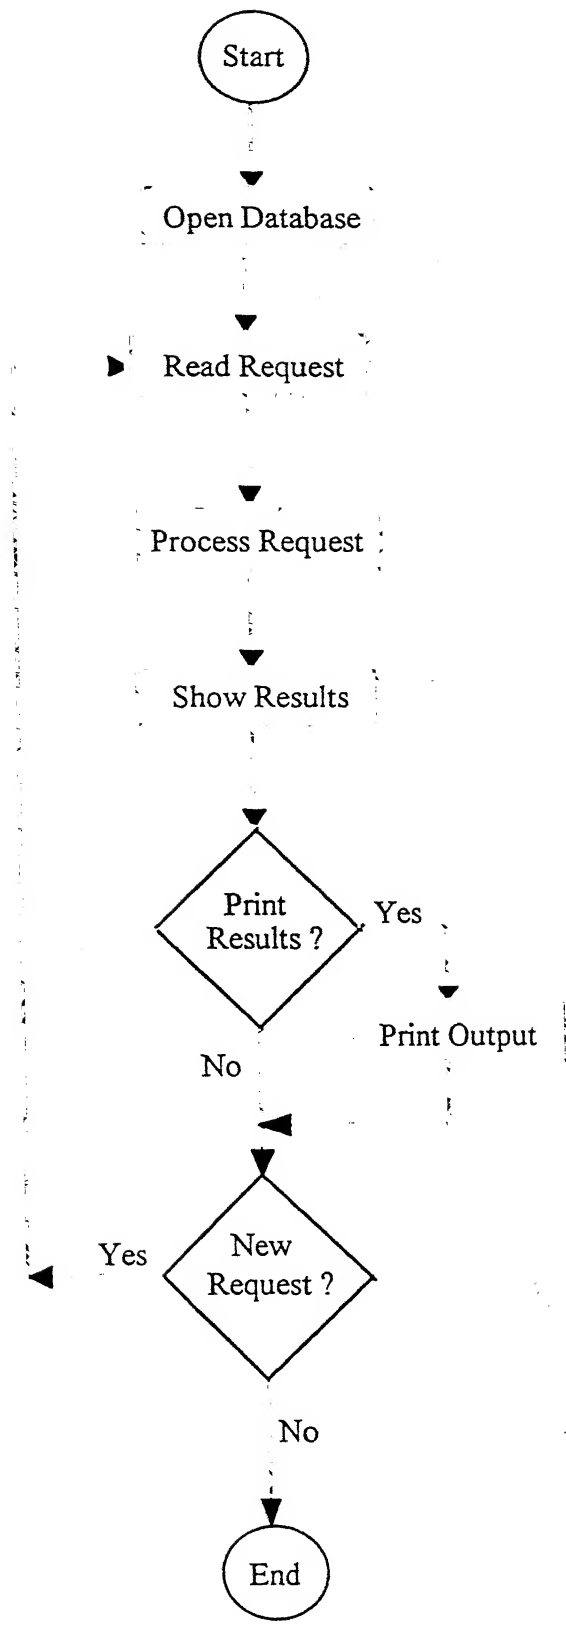 Start
Open Database
Read Request
Process Request
Show Results
Print
Results ?
Yes
Print Output
No
New
Request ?
Yes
No
End